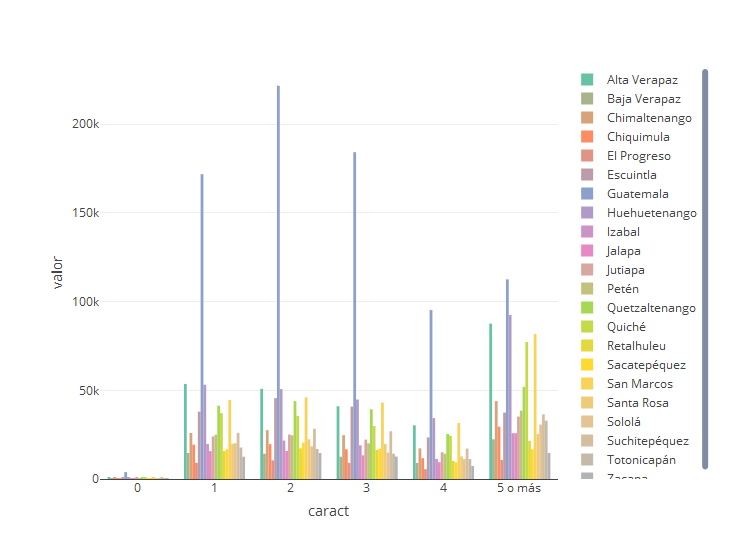 200k
150k
100k
50k
0
valor
0
1
2
3
4
5 o más
caract
Alta Verapaz
Baja Verapaz
Chimaltenango
Chiquimula
El Progreso
Escuintla
Guatemala
Huehuetenango
Izabal
Jalapa
Jutiapa
Petén
Quetzaltenango
Quiché
Retalhuleu
Sacatepéquez
San Marcos
Santa Rosa
Sololá
Suchitepéquez
Totonicapán
Zacapa